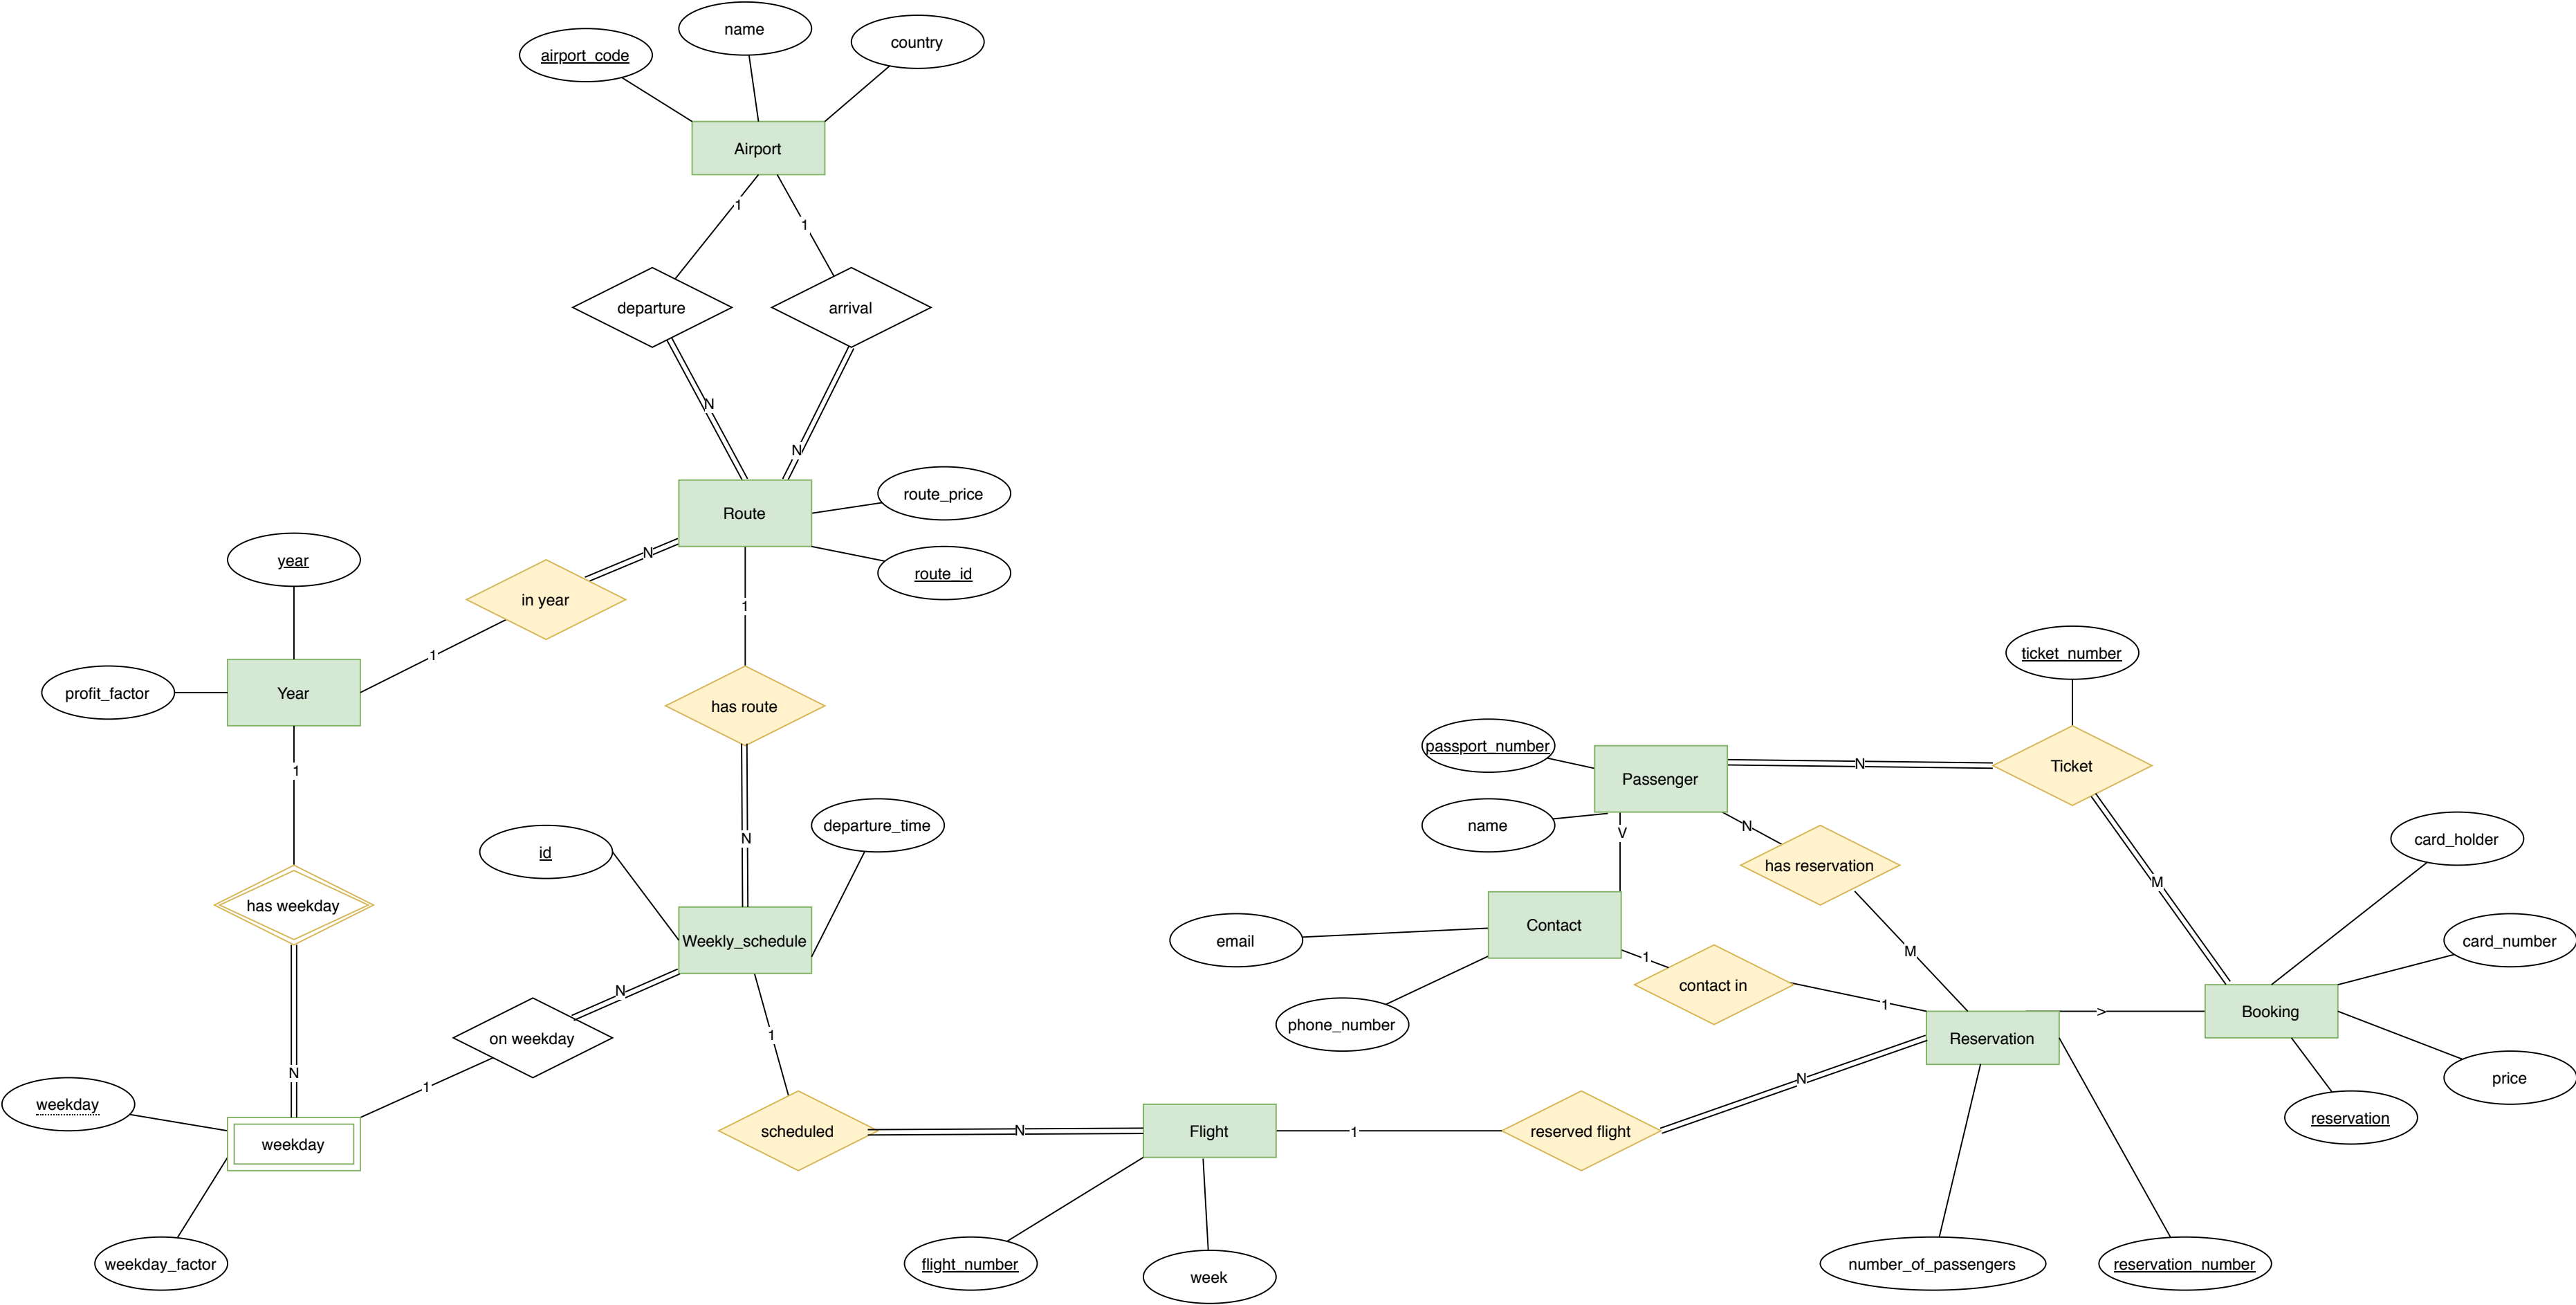 name
country
airport_code
Airport
1
1
departure
arrival
N
N
route_price
Route
N
year
route_id
in year
1
1
ticket_number
profit_factor
Year
has route
passport_number
Passenger
N
Ticket
1
name
V
N
departure_time
N
card_holder
id
has reservation
M
has weekday
email
Contact
Weekly_schedule
M
card_number
1
contact in
N
1
>
Booking
phone_number
on weekday
1
Reservation
N
1
N
price
weekday
reservation
weekday
scheduled
N
Flight
1
reserved flight
weekday_factor
flight_number
week
number_of_passengers
reservation_number